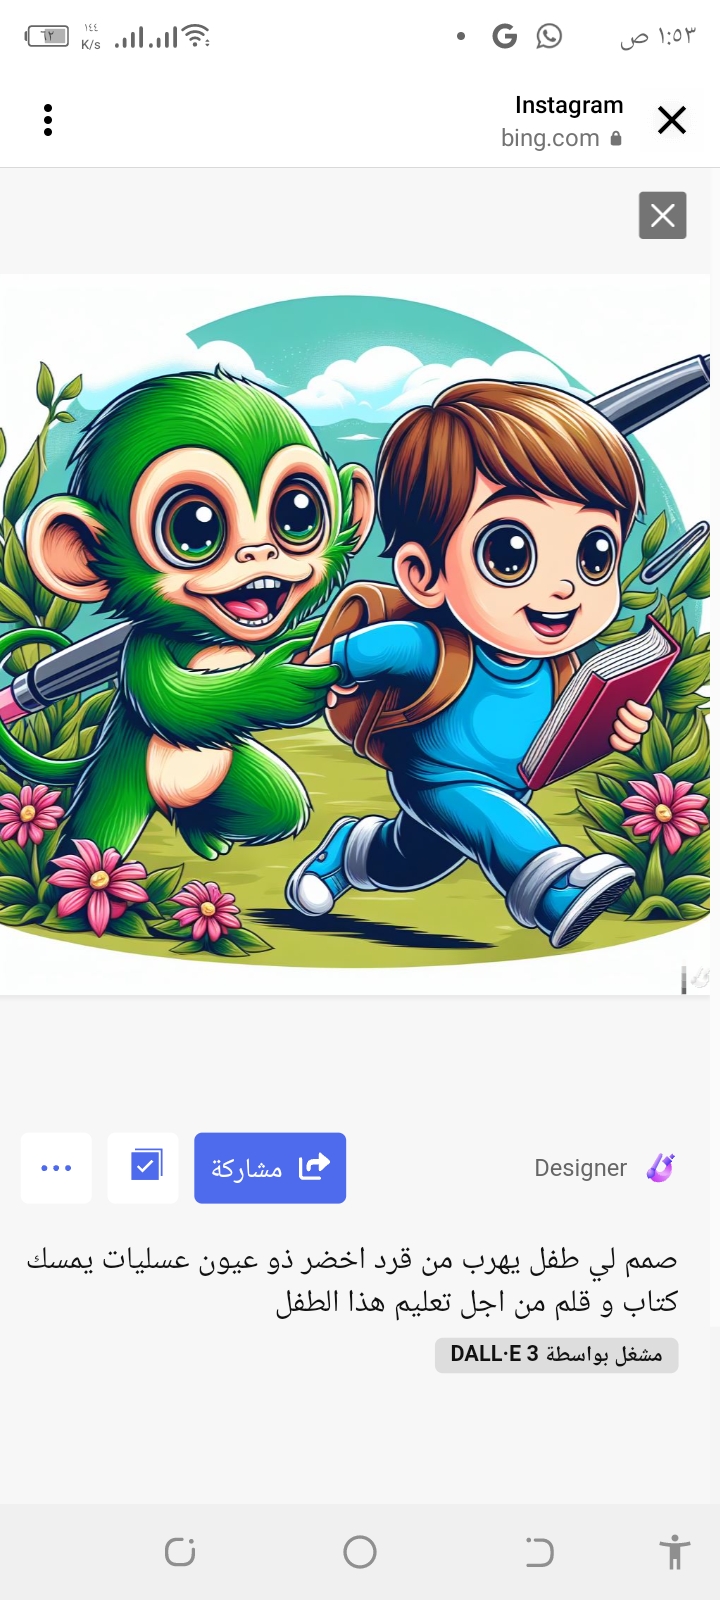 ١:٥٣ ص
١٤٤
K/s
٦٢
Instagram
bing.com
Designer
مشاركة
صمم لي طفل يهرب من قرد اخضر ذو عيون عسليات يمسك
كتاب و قلم من اجل تعليم هذا الطفل
مشغل بواسطة DALL·E 3